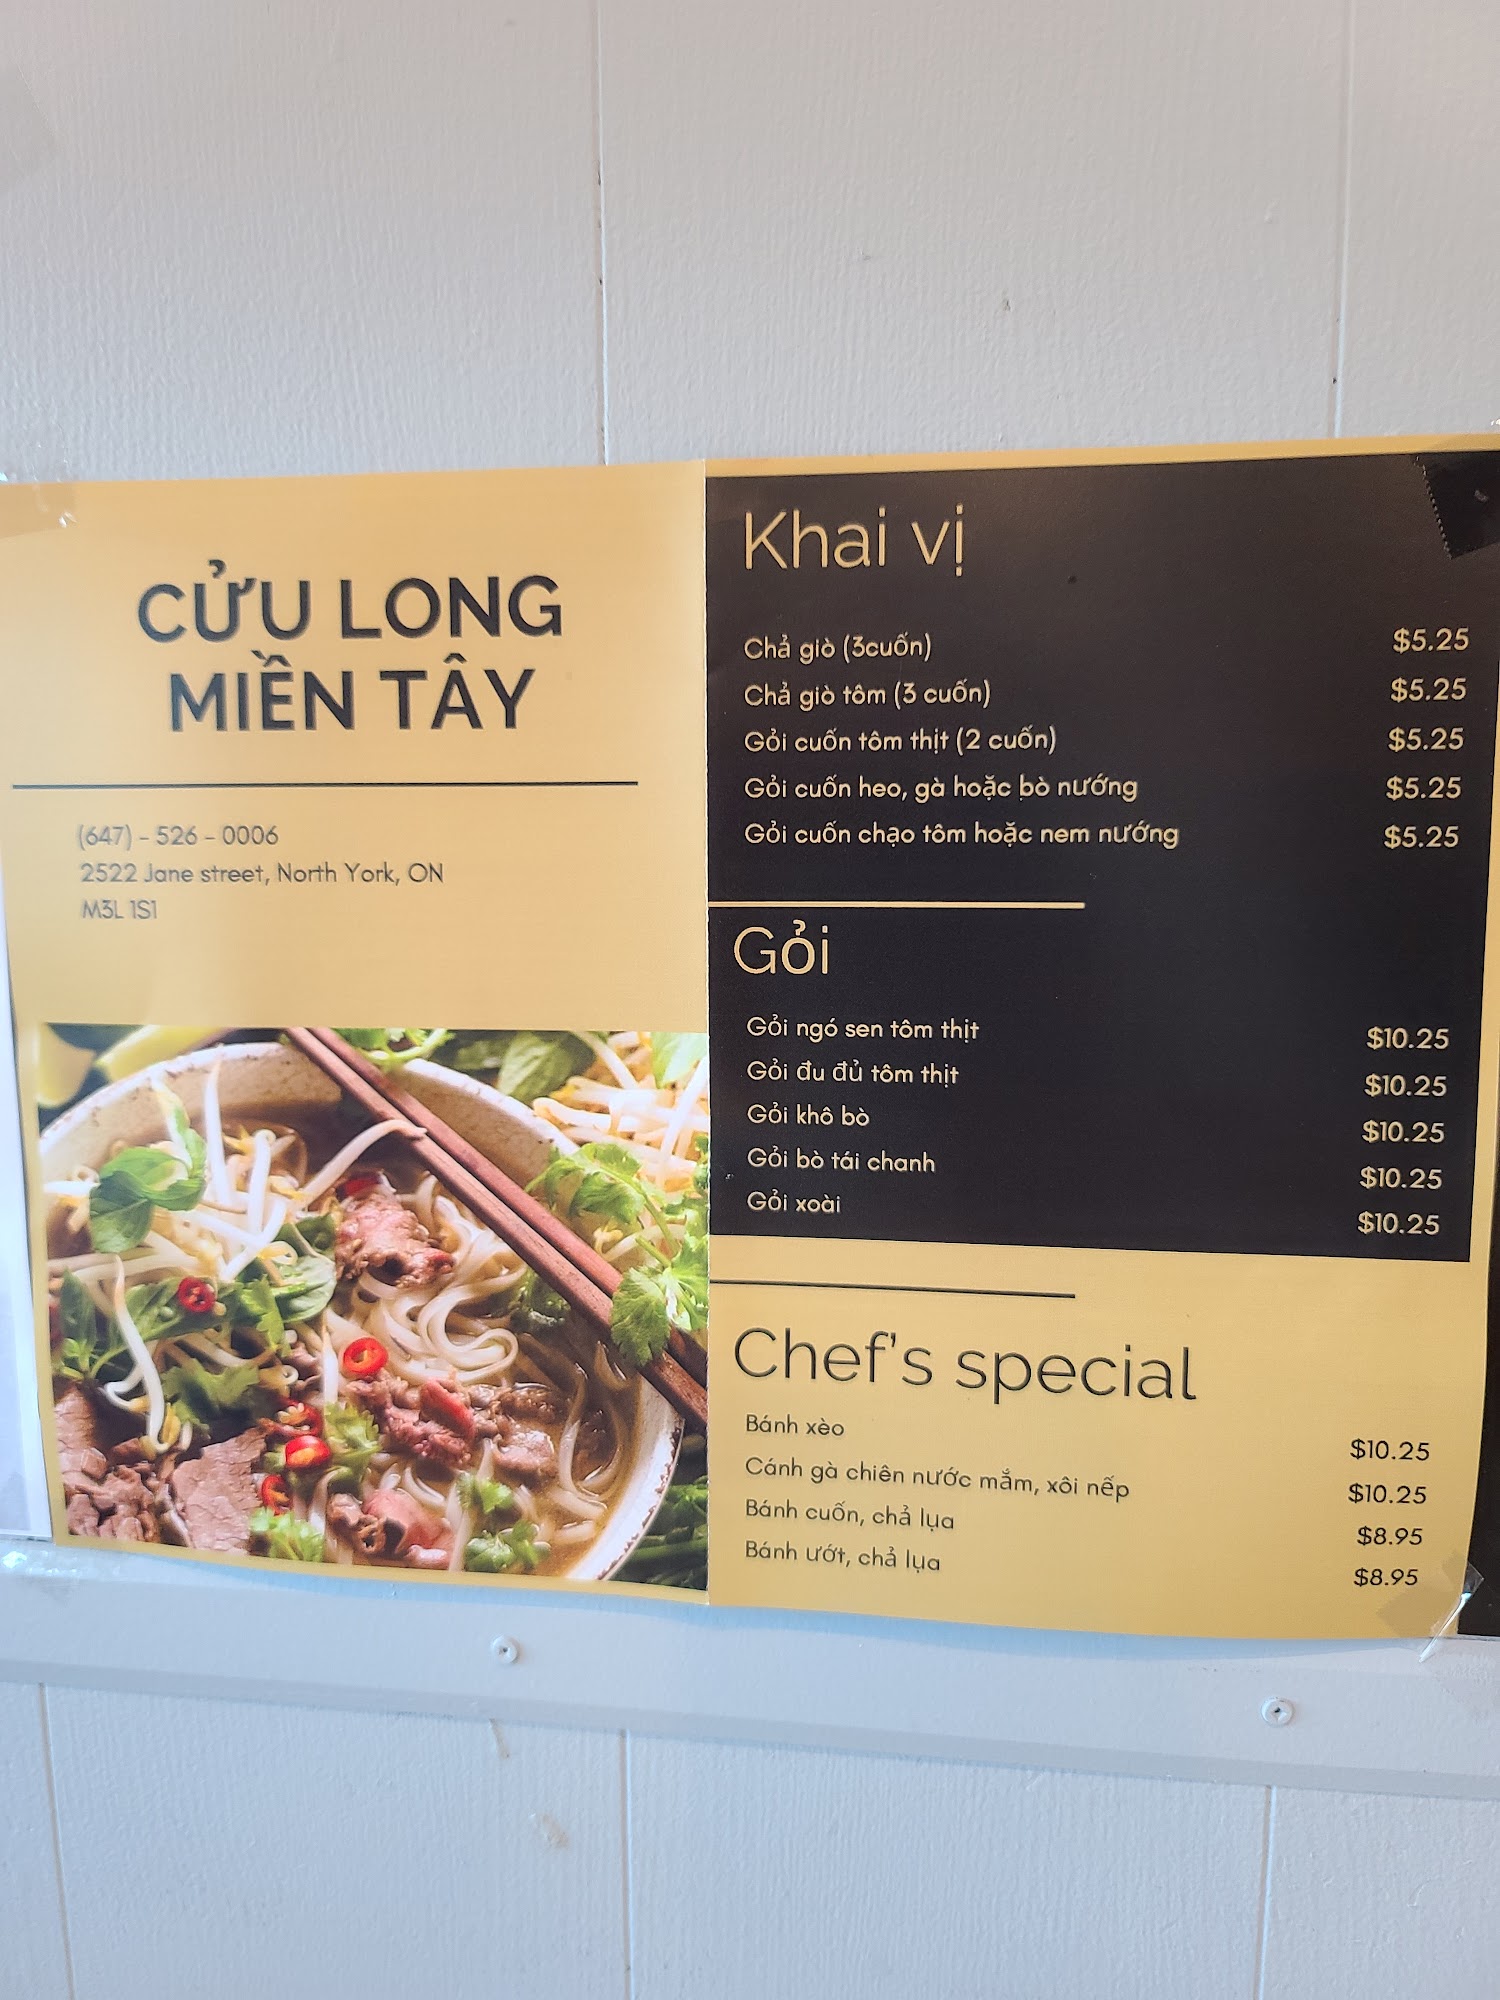 CỬU LONG
MIỀN TÂY
(647) - 526 - 0006
2522 Jane street, North York, ON
M3L 1S1
Khai vị
Chả giò (3cuốn) $5.25
Chả giò tôm (3 cuốn) $5.25
Gỏi cuốn tôm thịt (2 cuốn) $5.25
Gỏi cuốn heo, gà hoặc bò nướng $5.25
Gỏi cuốn chạo tôm hoặc nem nướng $5.25
Gỏi
Gỏi ngó sen tôm thịt $10.25
Gỏi đu đủ tôm thịt $10.25
Gỏi khô bò $10.25
Gỏi bò tái chanh $10.25
Gỏi xoài $10.25
Chef's special
Bánh xèo $10.25
Cánh gà chiên nước mắm, xôi nếp $10.25
Bánh cuốn, chả lụa $8.95
Bánh ướt, chả lụa $8.95